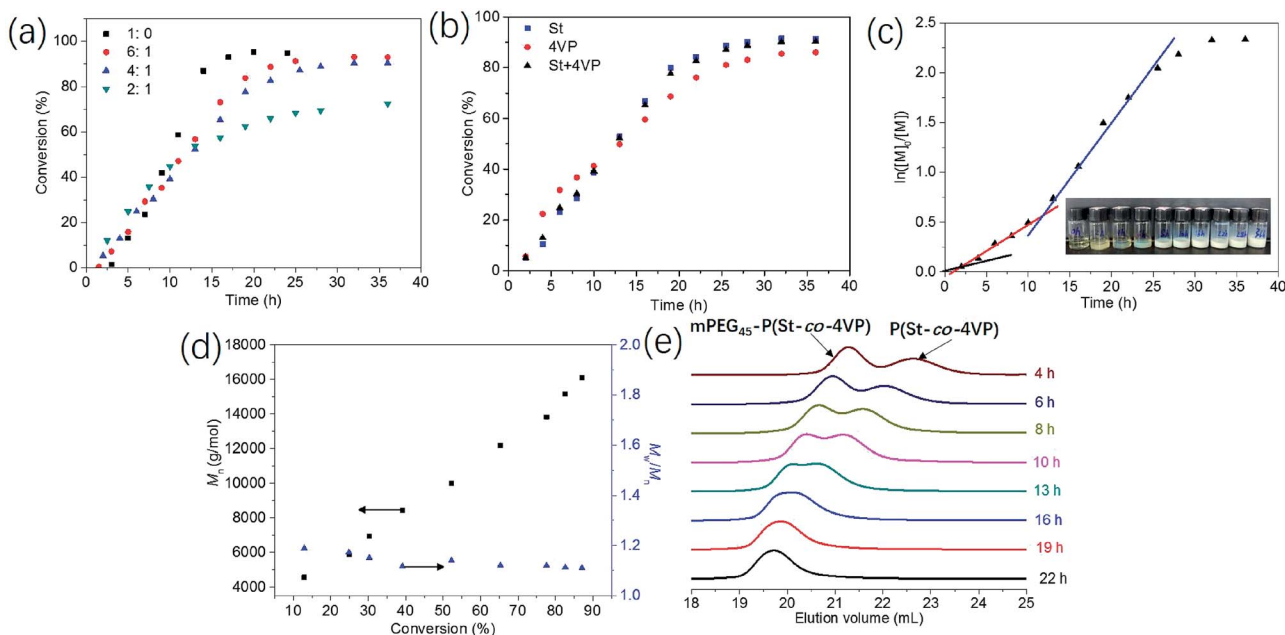 (a)
1: 0
6: 1
4: 1
2: 1
100
80
60
40
20
0
Conversion (%)
0 5 10 15 20 25 30 35 40
Time (h)
(b)
St
4VP
St+4VP
100
80
60
40
20
0
Conversion (%)
0 5 10 15 20 25 30 35 40
Time (h)
(c)
2.5
2.0
1.5
1.0
0.5
0.0
ln([M]₀/[M])
0 5 10 15 20 25 30 35 40
Time (h)
(d)
18000
16000
14000
12000
10000
8000
6000
4000
Mn (g/mol)
2.0
1.8
1.6
1.4
1.2
1.0
Mw/Mn
10 20 30 40 50 60 70 80 90
Conversion (%)
(e)
mPEG₄₅-P(St-co-4VP) P(St-co-4VP)
4 h
6 h
8 h
10 h
13 h
16 h
19 h
22 h
18 19 20 21 22 23 24 25
Elution volume (mL)